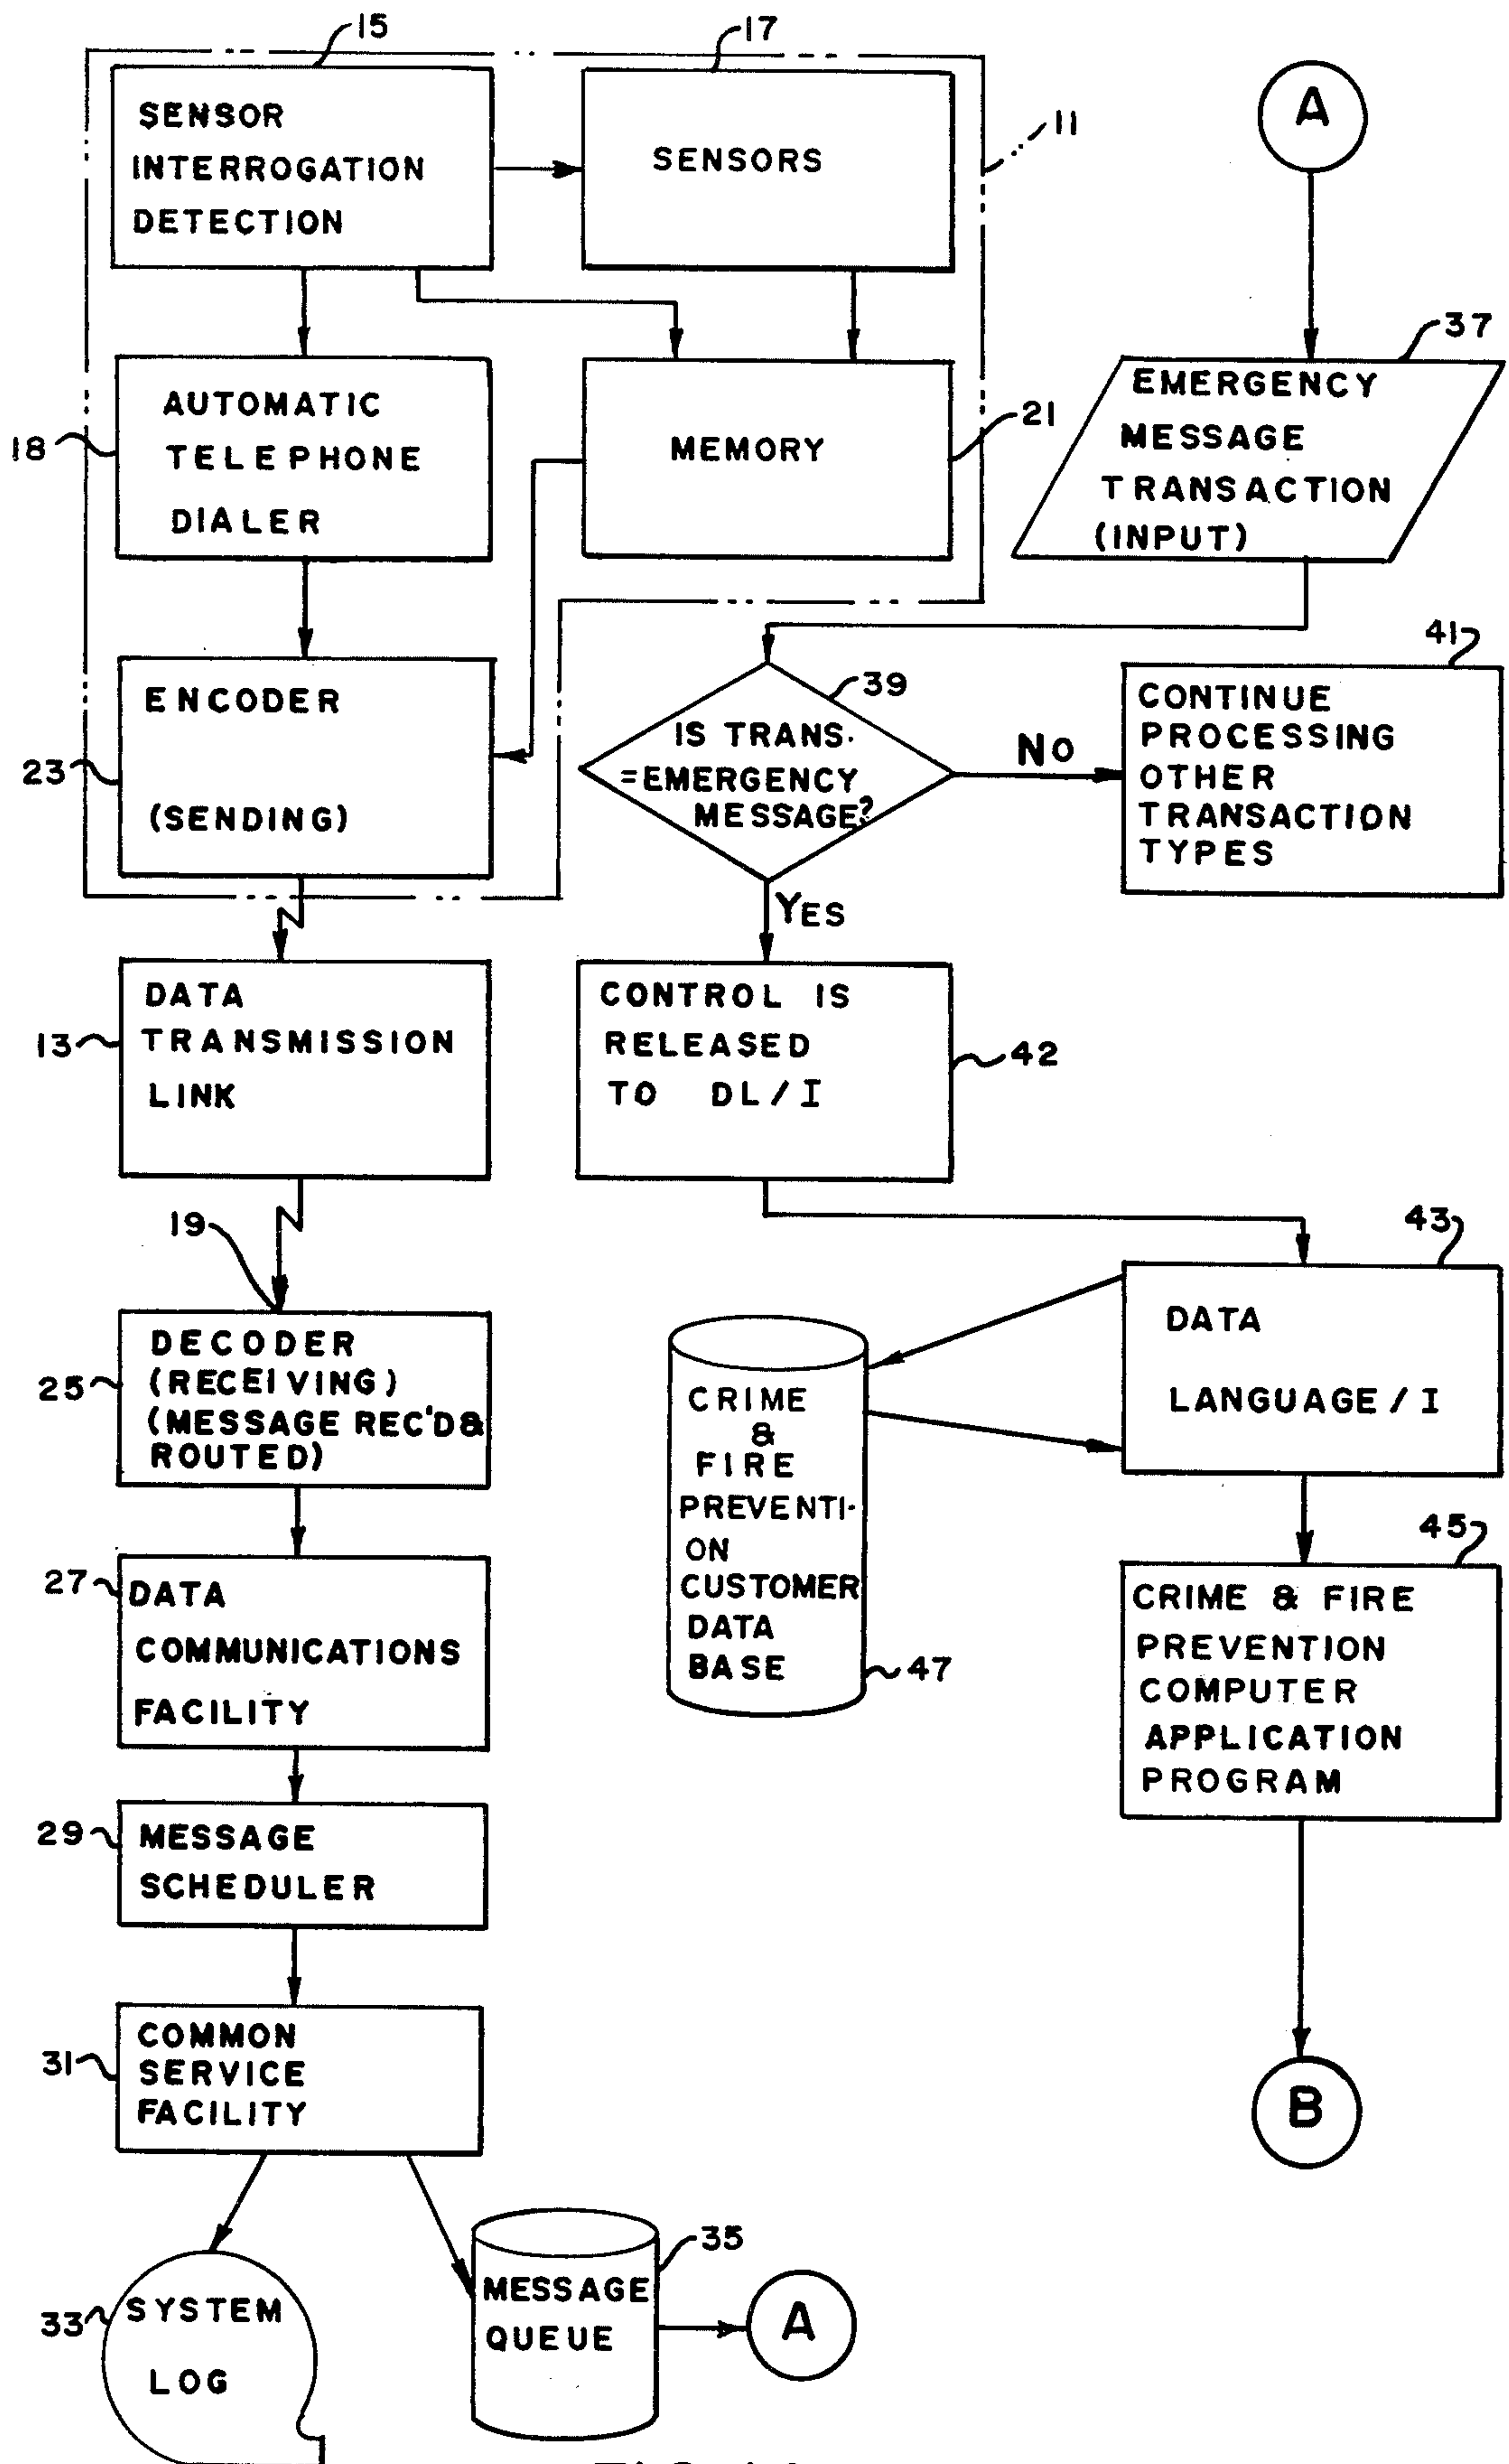 15
17
SENSOR
INTERROGATION
DETECTION
SENSORS
11
18
AUTOMATIC
TELEPHONE
DIALER
MEMORY
21
23
ENCODER
(SENDING)
13
DATA
TRANSMISSION
LINK
19
25
DECODER
(RECEIVING)
(MESSAGE REC'D &
ROUTED)
27
DATA
COMMUNICATIONS
FACILITY
29
MESSAGE
SCHEDULER
31
COMMON
SERVICE
FACILITY
33
SYSTEM
LOG
35
MESSAGE
QUEUE
A
A
37
EMERGENCY
MESSAGE
TRANSACTION
(INPUT)
39
IS TRANS.
=EMERGENCY
MESSAGE?
NO
41
CONTINUE
PROCESSING
OTHER
TRANSACTION
TYPES
YES
CONTROL IS
RELEASED
TO DL/I
42
43
DATA
LANGUAGE/I
CRIME
&
FIRE
PREVENTI-
ON
CUSTOMER
DATA
BASE
47
45
CRIME & FIRE
PREVENTION
COMPUTER
APPLICATION
PROGRAM
B